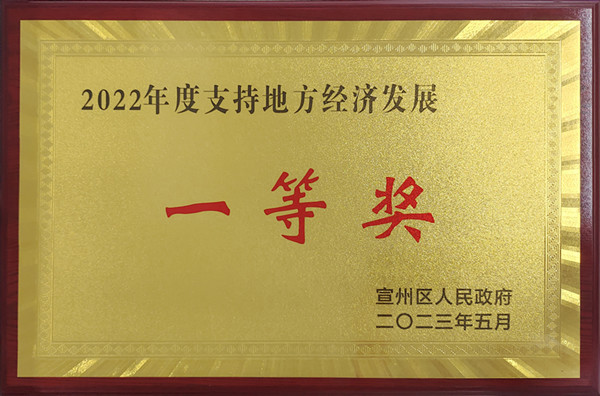 2022年度支持地方经济发展
一等奖
宣州区人民政府
二〇二三年五月